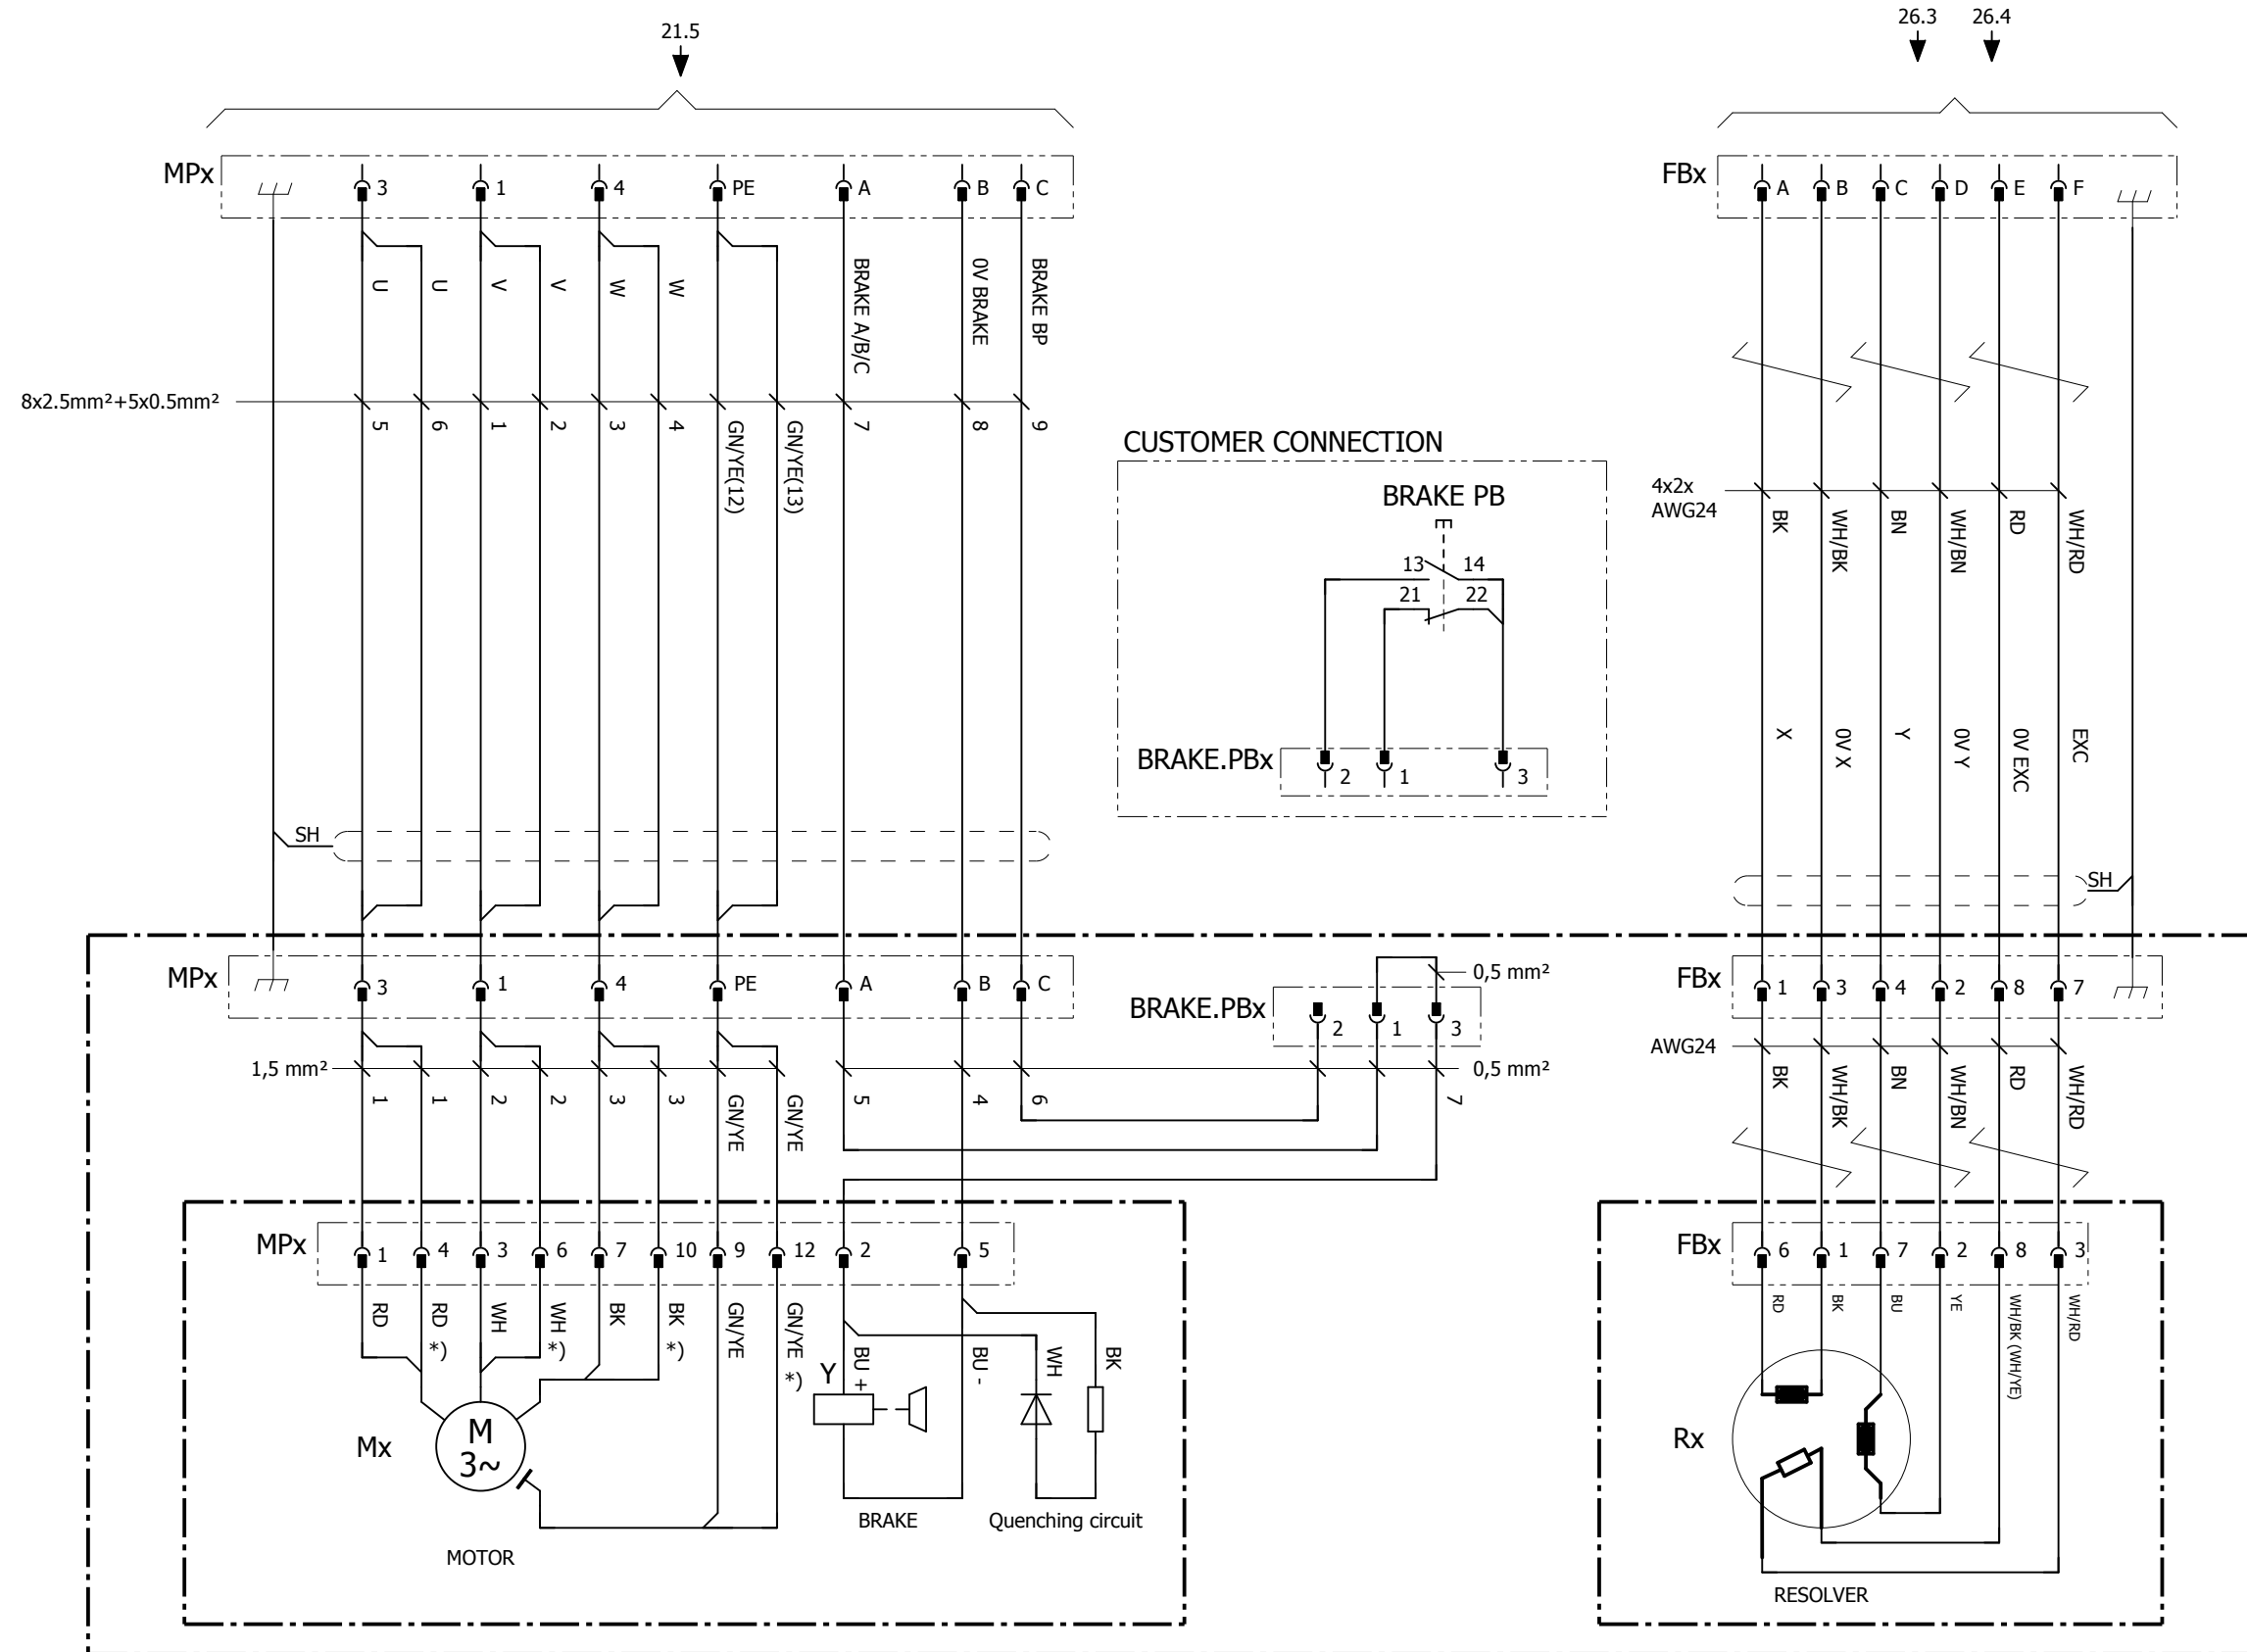 21.5
26.3 26.4
MPx 3 1 4 PE A B C
FBx A B C D E F
U U V V W W BRAKE A/B/C 0V BRAKE BRAKE BP
8x2.5mm²+5x0.5mm²
5 6 1 2 3 4 GN/YE(12) GN/YE(13) 7 8 9
CUSTOMER CONNECTION
BRAKE PB
13 14
21 22
BRAKE.PBx 2 1 3
4x2x
AWG24
BK WH/BK BN WH/BN RD WH/RD
X 0V X Y 0V Y 0V EXC EXC
SH
SH
MPx 3 1 4 PE A B C
0,5 mm²
BRAKE.PBx 2 1 3
FBx 1 3 4 2 8 7
1,5 mm²
0,5 mm²
AWG24
1 1 2 2 3 3 GN/YE GN/YE 5 4 6 7
BK WH/BK BN WH/BN RD WH/RD
MPx 1 4 3 6 7 10 9 12 2 5
FBx 6 1 7 2 8 3
RD RD *) WH WH *) BK BK *) GN/YE GN/YE *) BU + BU - WH BK
RD BK BU YE WH/BK (WH/YE) WH/RD
Y
Mx
M
3~
Rx
BRAKE
Quenching circuit
MOTOR
RESOLVER